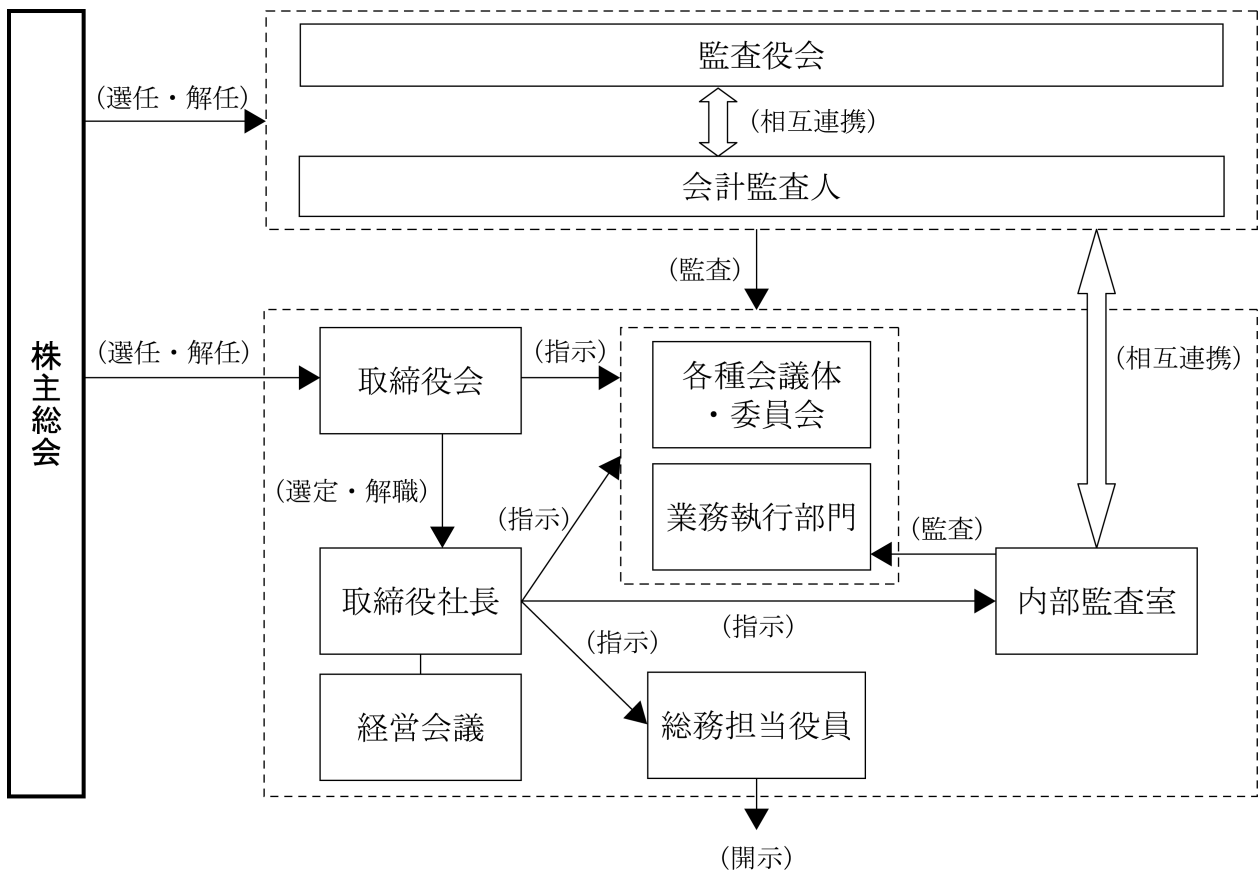 株主総会
(選任・解任)
監査役会
(相互連携)
会計監査人
(監査)
(相互連携)
(選任・解任)
取締役会
(指示)
各種会議体
・委員会
業務執行部門
(選定・解職)
(指示)
(監査)
取締役社長
(指示)
内部監査室
(指示)
経営会議
総務担当役員
(開示)